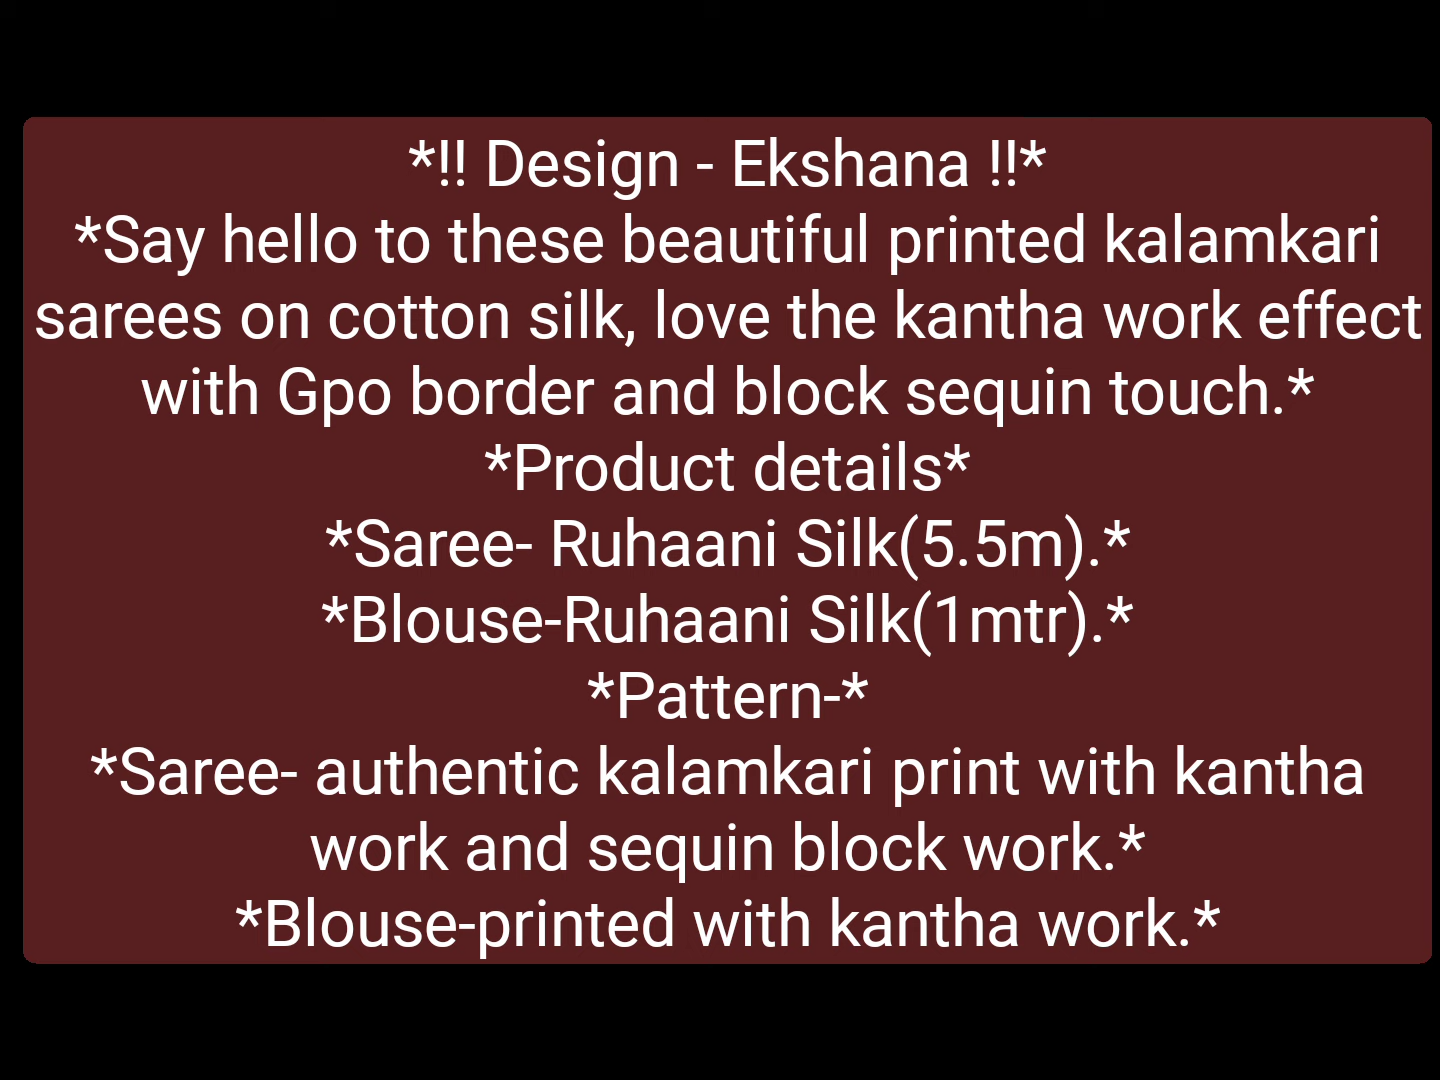 *!! Design - Ekshana !!*
*Say hello to these beautiful printed kalamkari
sarees on cotton silk, love the kantha work effect
with Gpo border and block sequin touch.*
*Product details*
*Saree- Ruhaani Silk(5.5m).*
*Blouse-Ruhaani Silk(1mtr).*
*Pattern-*
*Saree- authentic kalamkari print with kantha
work and sequin block work.*
*Blouse-printed with kantha work.*